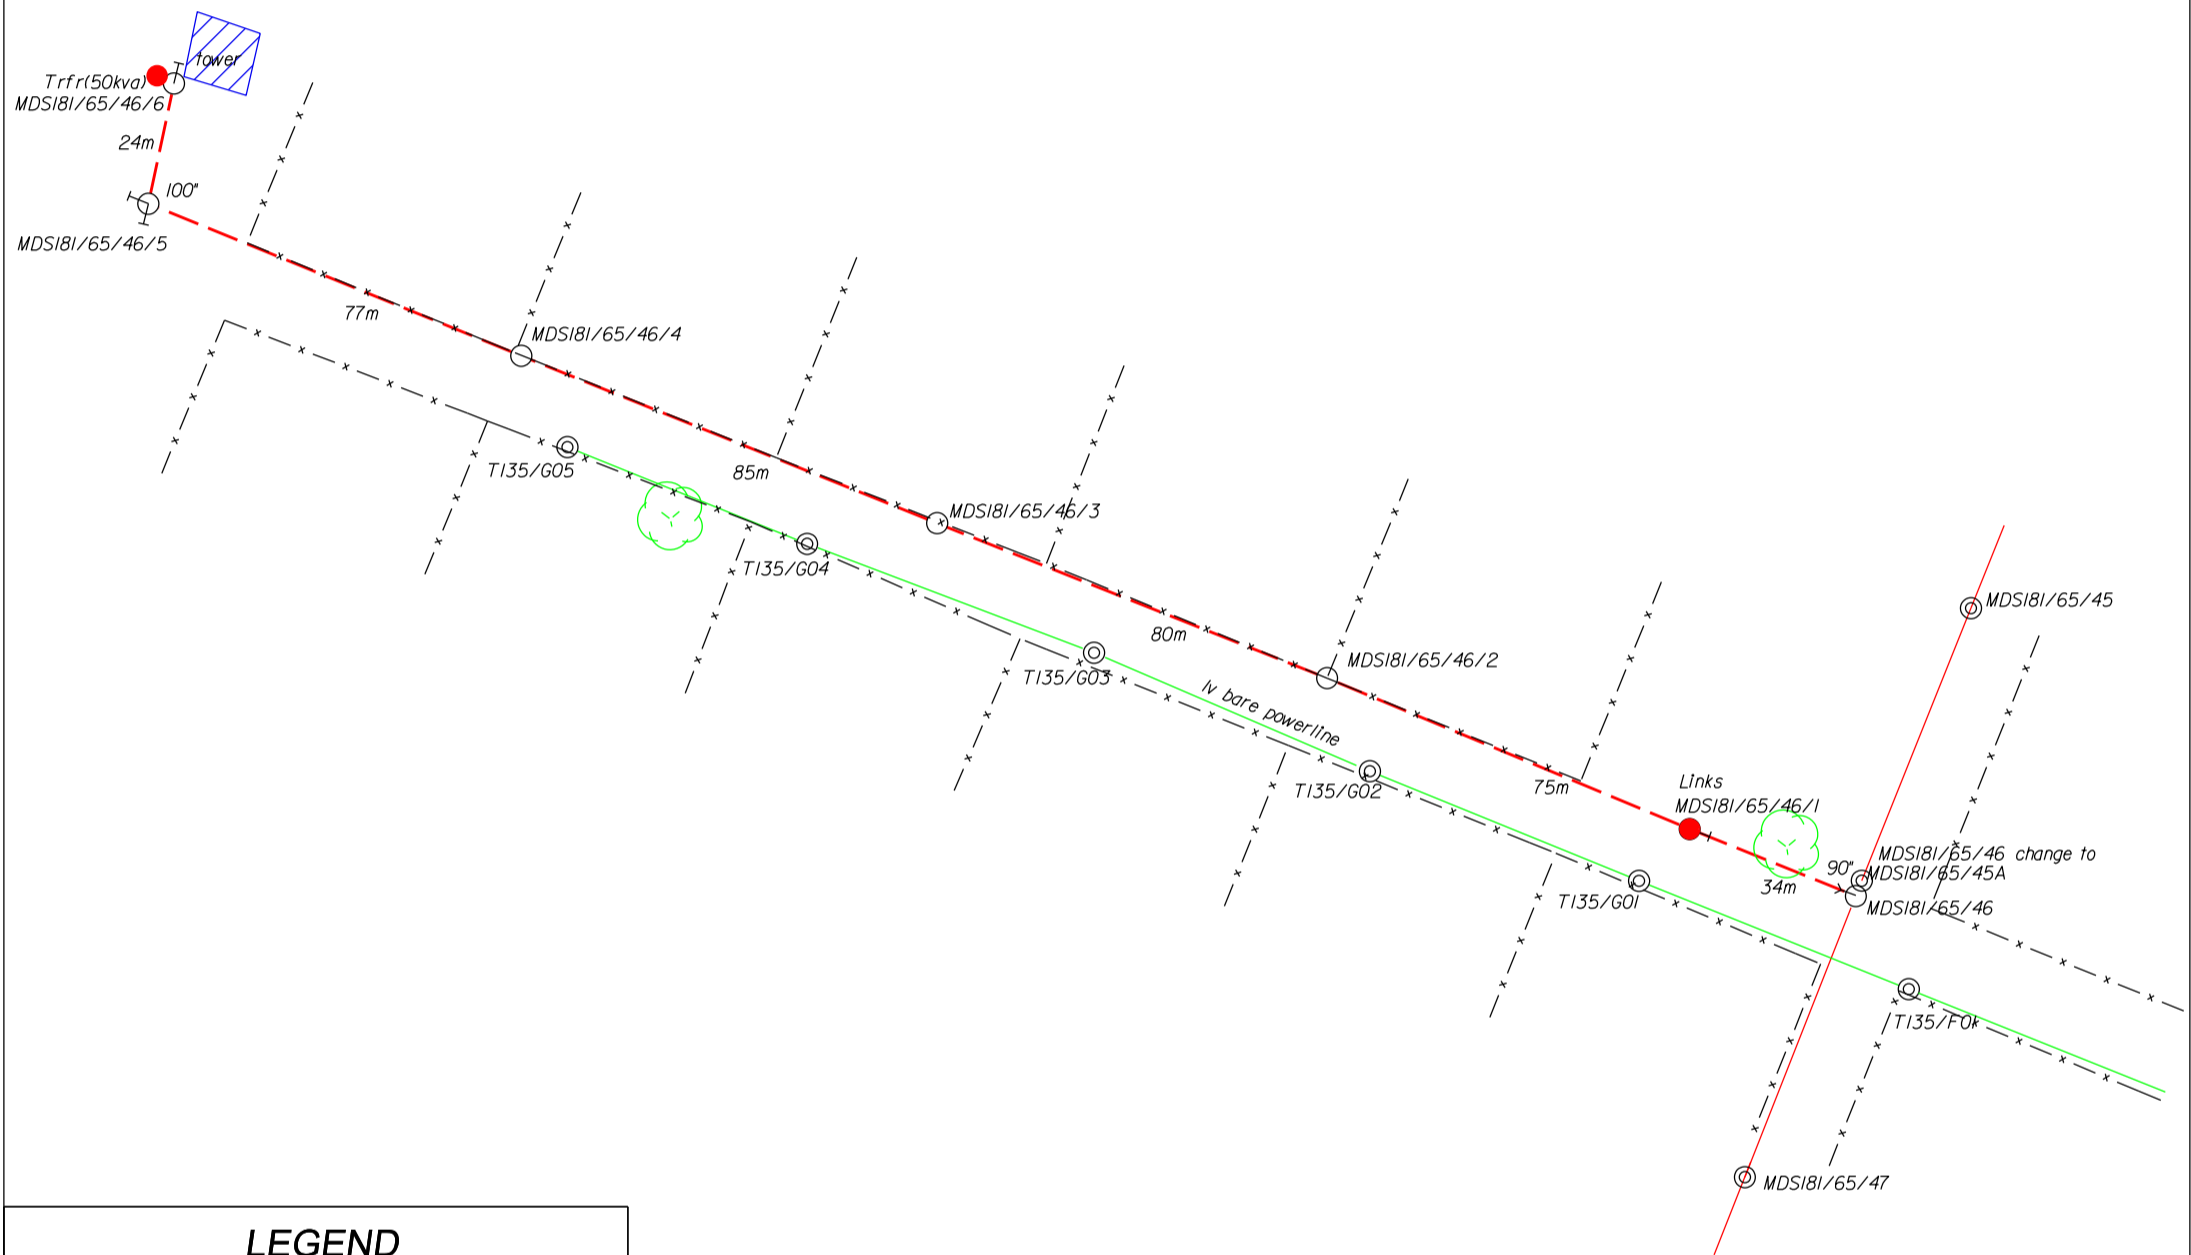 tower
Trfr(50kva)
MDS181/65/46/6
24m
100"
MDS181/65/46/5
77m
MDS181/65/46/4
T135/G05
85m
MDS181/65/46/3
T135/G04
80m
MDS181/65/46/2
T135/G03
lv bare powerline
MDS181/65/45
T135/G02
75m
Links
MDS181/65/46/1
MDS181/65/46 change to
MDS181/65/45A
90"
34m
MDS181/65/46
T135/G01
T135/F0k
MDS181/65/47
LEGEND